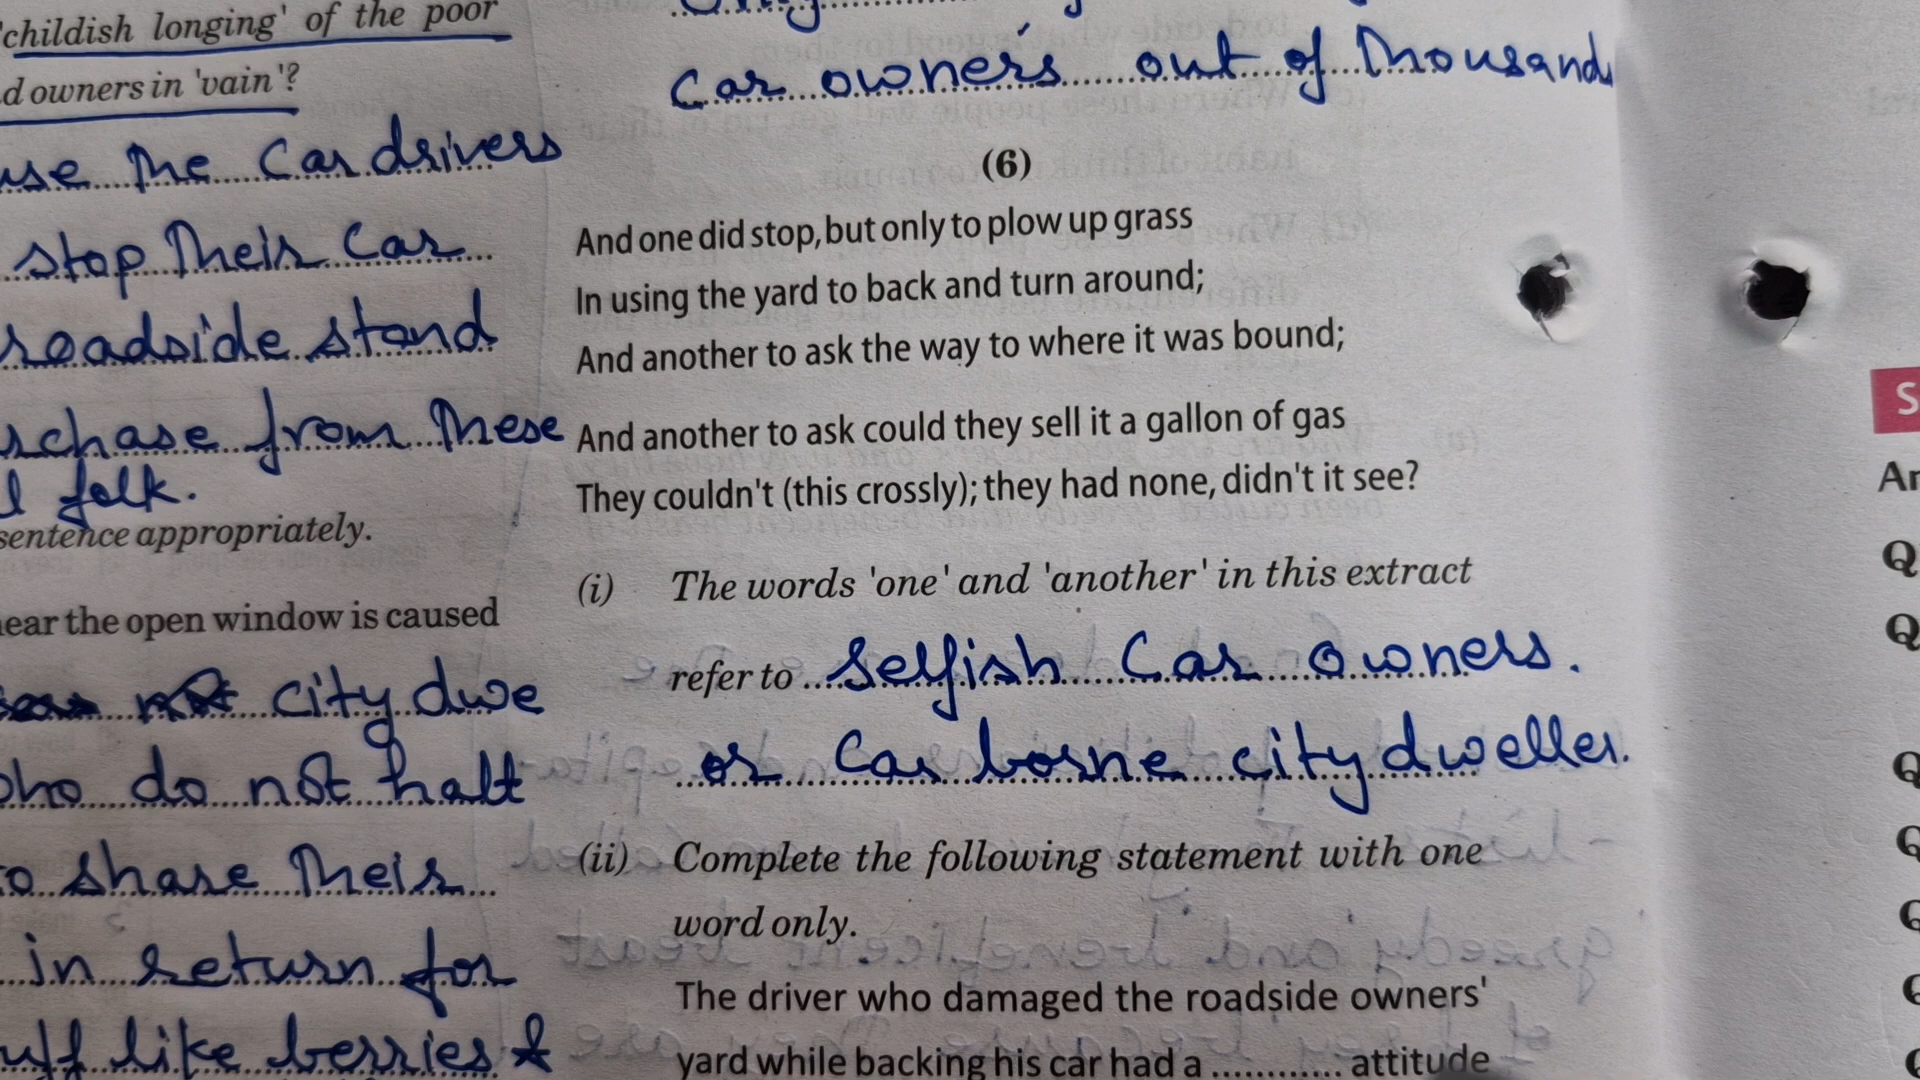 'childish longing' of the poor
d owners in 'vain'?
use the Car drivers
stop their Car
roadside stand
rchase from these
l folk.
sentence appropriately.
near the open window is caused
city dwe
who do not halt
to share their
in return for
uff like berries &
car owners out of thousands
(6)
And one did stop, but only to plow up grass
In using the yard to back and turn around;
And another to ask the way to where it was bound;
And another to ask could they sell it a gallon of gas
They couldn't (this crossly); they had none, didn't it see?
(i) The words 'one' and 'another' in this extract
refer to selfish Car owners.
or Car borne city dweller.
(ii) Complete the following statement with one
word only.
The driver who damaged the roadside owners'
yard while backing his car had a ............ attitude
S
Q
Q
Q
Q
Q